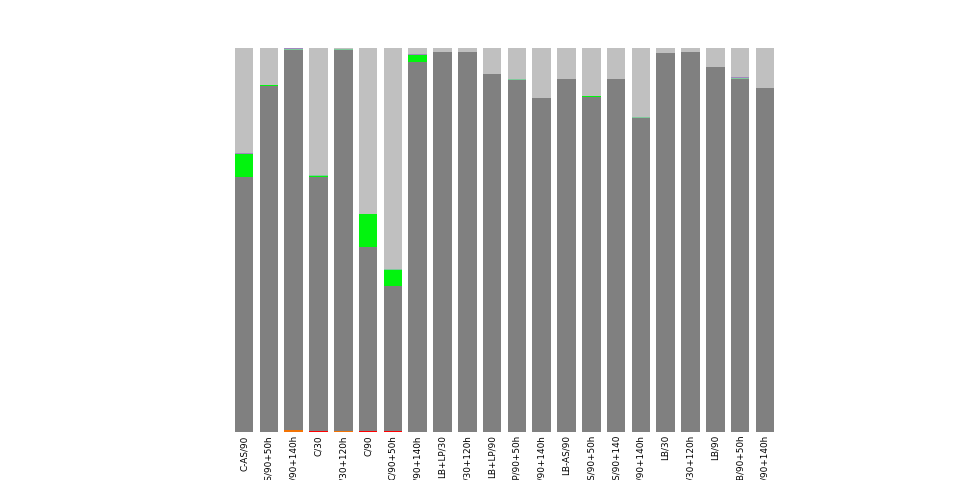 C-AS/90
S/90+50h
/90+140h
C/30
/30+120h
C/90
C/90+50h
/90+140h
LB+LP/30
/30+120h
LB+LP/90
P/90+50h
/90+140h
LB-AS/90
S/90+50h
S/90+140
/90+140h
LB/30
/30+120h
LB/90
B/90+50h
/90+140h